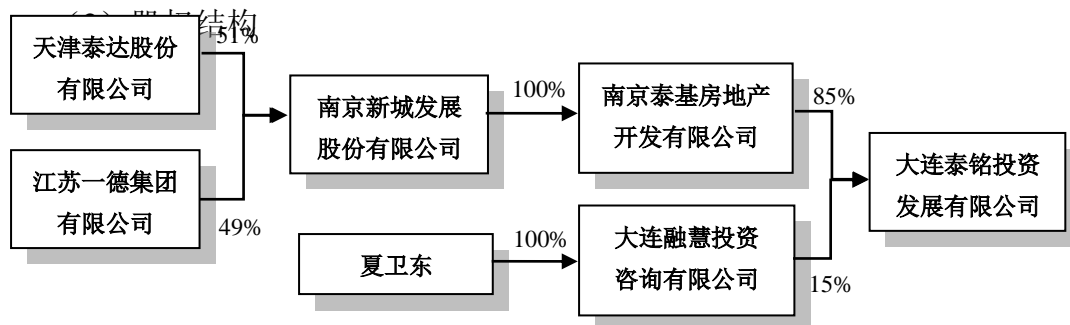 结构
天津泰达股份
有限公司
51%
江苏一德集团
有限公司
49%
南京新城发展
股份有限公司
100%
南京泰基房地产
开发有限公司
85%
夏卫东
100%
大连融慧投资
咨询有限公司
15%
大连泰铭投资
发展有限公司